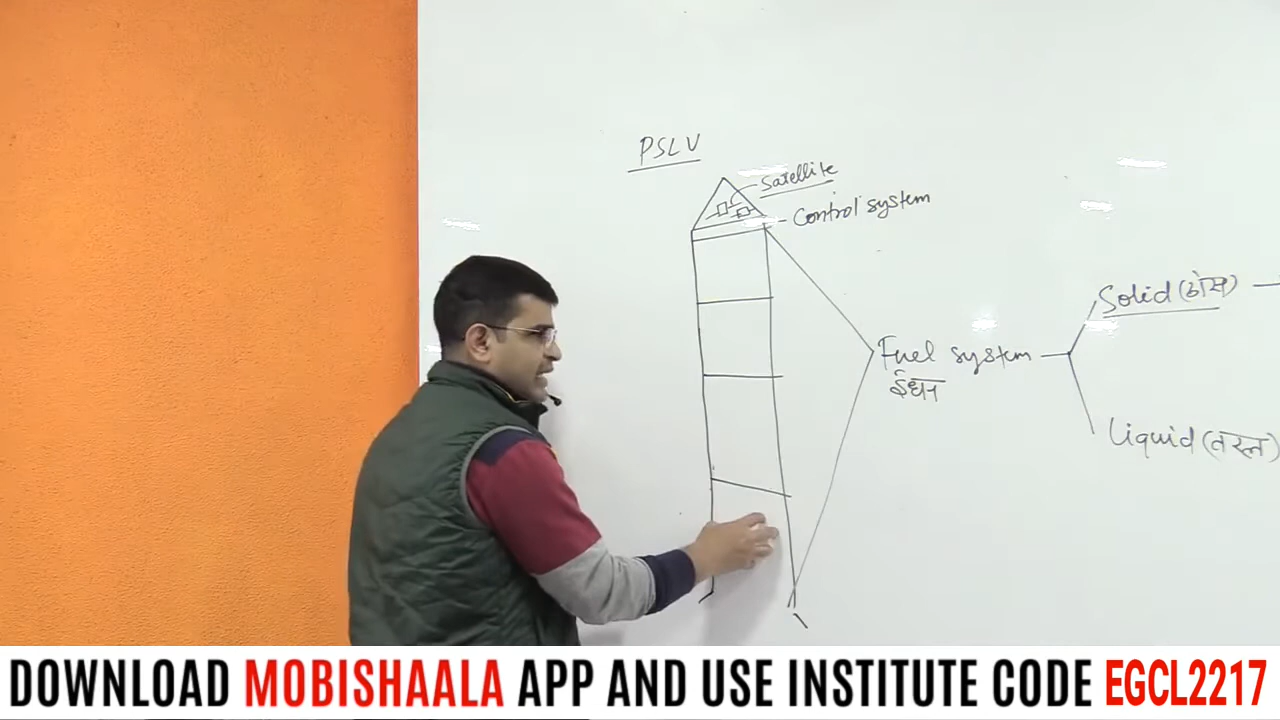 PSLV
Satellite
Control system
Solid (ठोस)
Fuel system
ईंधन
Liquid (तरल)
DOWNLOAD MOBISHAALA APP AND USE INSTITUTE CODE EGCL2217